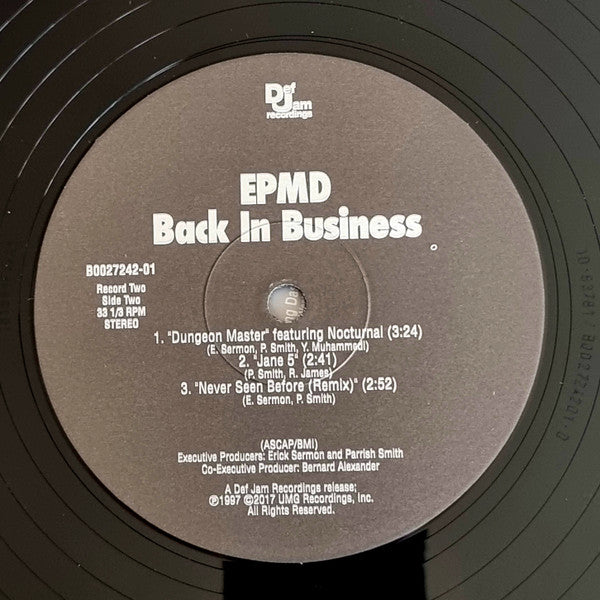 Def
Jam
recordings
EPMD
Back In Business
B0027242-01
Record Two
Side Two
33 1/3 RPM
STEREO
ng Da
1. "Dungeon Master" featuring Nocturnal (3:24)
(E. Sermon, P. Smith, Y. Muhammed)
2. "Jane 5" (2:41)
(P. Smith, R. James)
3. "Never Seen Before (Remix)" (2:52)
(E. Sermon, P. Smith)
(ASCAP/BMI)
Executive Producers: Erick Sermon and Parrish Smith
Co-Executive Producer: Bernard Alexander
A Def Jam Recordings release;
℗1997 ©2017 UMG Recordings, Inc.
All Rights Reserved.